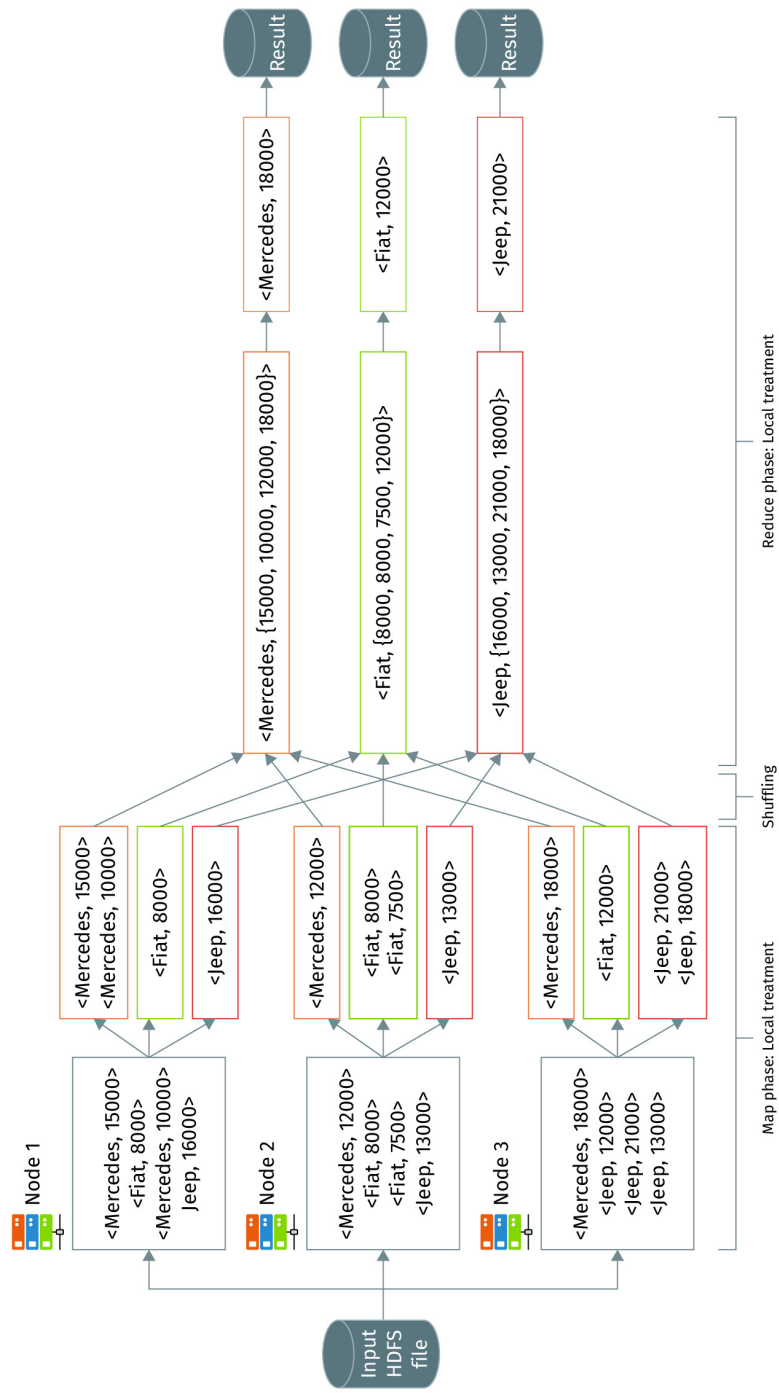 Input
HDFS
file
Node 1
<Mercedes, 15000>
<Fiat, 8000>
<Mercedes, 10000>
Jeep, 16000>
Node 2
<Mercedes, 12000>
<Fiat, 8000>
<Fiat, 7500>
<Jeep, 13000>
Node 3
<Mercedes, 18000>
<Jeep, 12000>
<Jeep, 21000>
<Jeep, 13000>
<Mercedes, 15000>
<Mercedes, 10000>
<Fiat, 8000>
<Jeep, 16000>
<Mercedes, 12000>
<Fiat, 8000>
<Fiat, 7500>
<Jeep, 13000>
<Mercedes, 18000>
<Fiat, 12000>
<Jeep, 21000>
<Jeep, 18000>
<Mercedes, {15000, 10000, 12000, 18000}>
<Fiat, {8000, 8000, 7500, 12000}>
<Jeep, {16000, 13000, 21000, 18000}>
<Mercedes, 18000>
<Fiat, 12000>
<Jeep, 21000>
Result
Result
Result
Map phase: Local treatment
Shuffling
Reduce phase: Local treatment